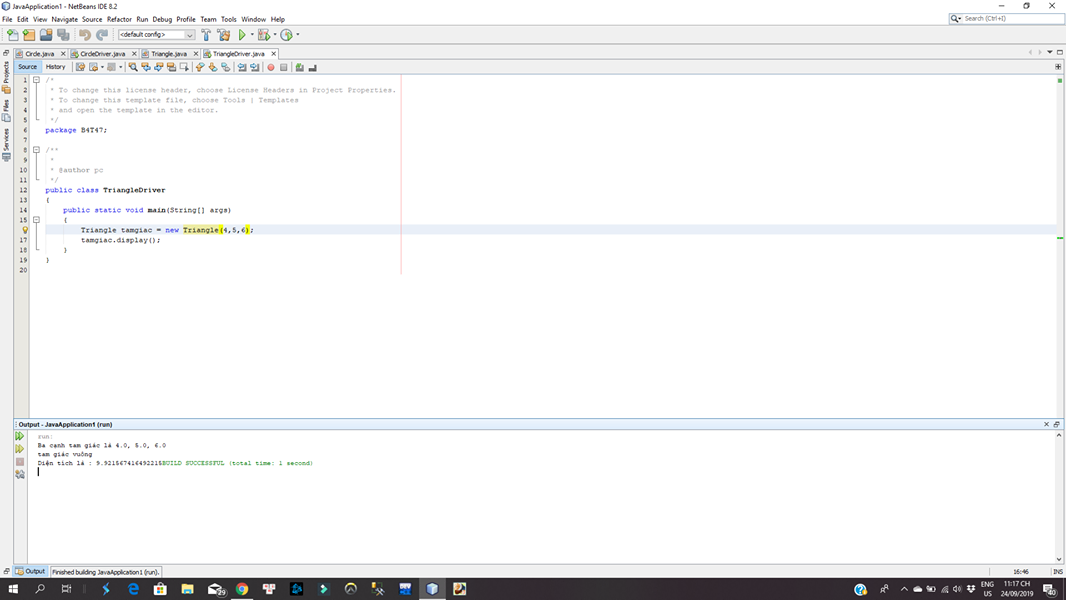 JavaApplication1 - NetBeans IDE 8.2
File Edit View Navigate Source Refactor Run Debug Profile Team Tools Window Help
Search (Ctrl+I)
<default config>
Circle.java CircleDriver.java Triangle.java TriangleDriver.java
Source History
Projects
Files
Services
1 /*
2 * To change this license header, choose License Headers in Project Properties.
3 * To change this template file, choose Tools | Templates
4 * and open the template in the editor.
5 */
6 package B4T47;
7
8 /**
9 *
10 * @author pc
11 */
12 public class TriangleDriver
13 {
14 public static void main(String[] args)
15 {
Triangle tamgiac = new Triangle(4,5,6);
17 tamgiac.display();
18 }
19 }
20
Output - JavaApplication1 (run)
run:
Ba cạnh tam giác là 4.0, 5.0, 6.0
tam giác vuông
Diện tích là : 9.921567416492215BUILD SUCCESSFUL (total time: 1 second)
Output Finished building JavaApplication1 (run). 16:46 INS
29
ENG
US
11:17 CH
24/09/2019
40